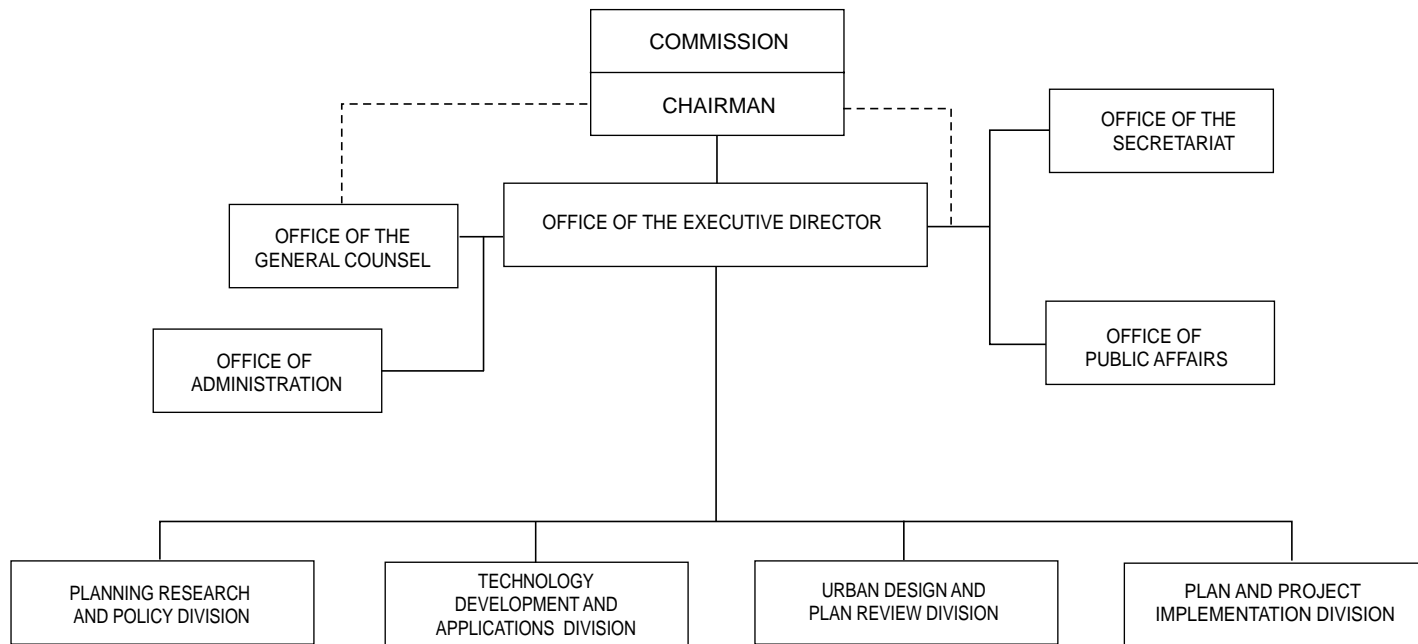 COMMISSION
CHAIRMAN
OFFICE OF THE
SECRETARIAT
OFFICE OF THE EXECUTIVE DIRECTOR
OFFICE OF THE
GENERAL COUNSEL
OFFICE OF
ADMINISTRATION
OFFICE OF
PUBLIC AFFAIRS
PLANNING RESEARCH
AND POLICY DIVISION
TECHNOLOGY
DEVELOPMENT AND
APPLICATIONS DIVISION
URBAN DESIGN AND
PLAN REVIEW DIVISION
PLAN AND PROJECT
IMPLEMENTATION DIVISION